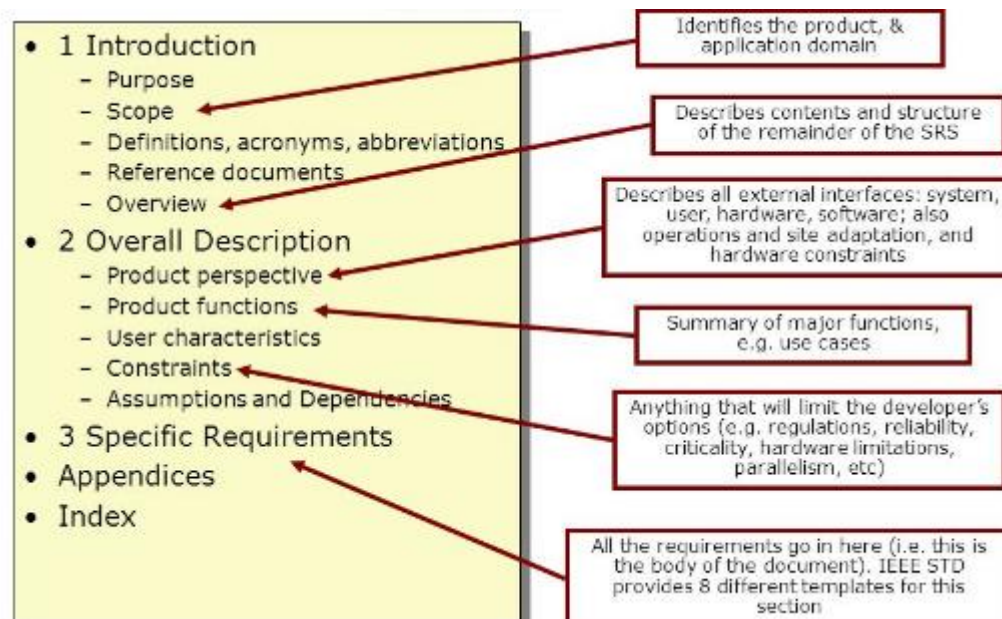 • 1 Introduction
– Purpose
– Scope
– Definitions, acronyms, abbreviations
– Reference documents
– Overview
• 2 Overall Description
– Product perspective
– Product functions
– User characteristics
– Constraints
– Assumptions and Dependencies
• 3 Specific Requirements
• Appendices
• Index
Identifies the product, &
application domain
Describes contents and structure
of the remainder of the SRS
Describes all external interfaces: system,
user, hardware, software; also
operations and site adaptation, and
hardware constraints
Summary of major functions,
e.g. use cases
Anything that will limit the developer's
options (e.g. regulations, reliability,
criticality, hardware limitations,
parallelism, etc)
All the requirements go in here (i.e. this is
the body of the document). IEEE STD
provides 8 different templates for this
section